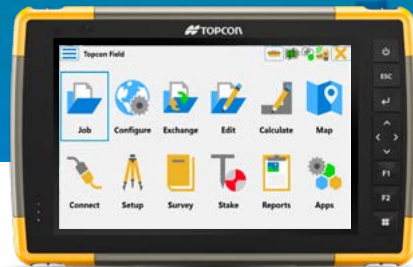 TOPCON
Topcon Field
ESC
Job Configure Exchange Edit Calculate Map
Connect Setup Survey Stake Reports Apps
F1
F2